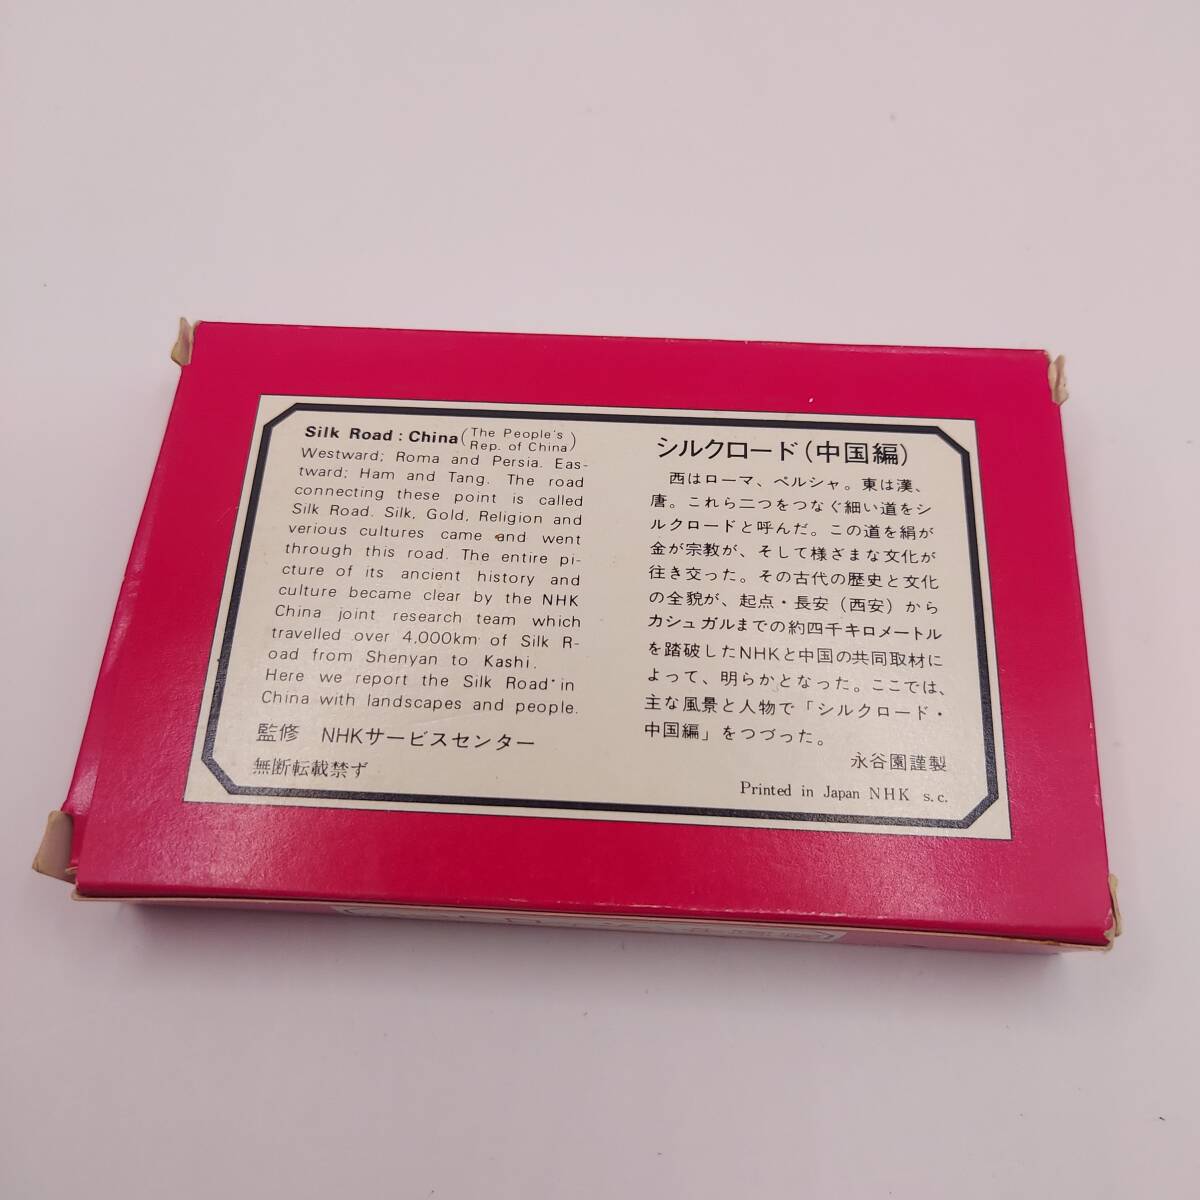 Silk Road : China (The People's Rep. of China)
Westward; Roma and Persia. Eas-
tward; Ham and Tang. The road
connecting these point is called
Silk Road. Silk, Gold, Religion and
verious cultures came and went
through this road. The entire pi-
cture of its ancient history and
culture became clear by the NHK
China joint research team which
travelled over 4,000km of Silk R-
oad from Shenyan to Kashi.
Here we report the Silk Road in
China with landscapes and people.
監修 NHKサービスセンター
無断転載禁ず
シルクロード(中国編)
西はローマ、ペルシャ。東は漢、
唐。これら二つをつなぐ細い道をシ
ルクロードと呼んだ。この道を絹が
金が宗教が、そして様ざまな文化が
往き交った。その古代の歴史と文化
の全貌が、起点・長安（西安）から
カシュガルまでの約四千キロメートル
を踏破したNHKと中国の共同取材に
よって、明らかとなった。ここでは、
主な風景と人物で「シルクロード・
中国編」をつづった。
永谷園謹製
Printed in Japan NHK s.c.